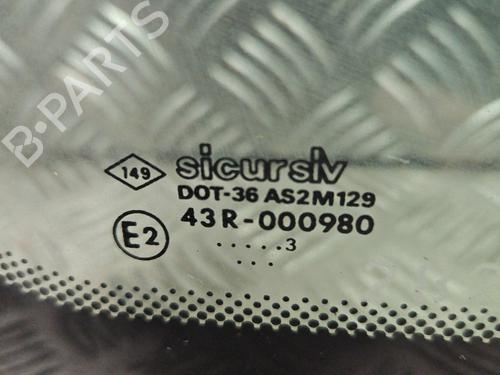 149
sicursiv
DOT-36 AS2M129
43R-000980
E2
.....3
....
B-PARTS